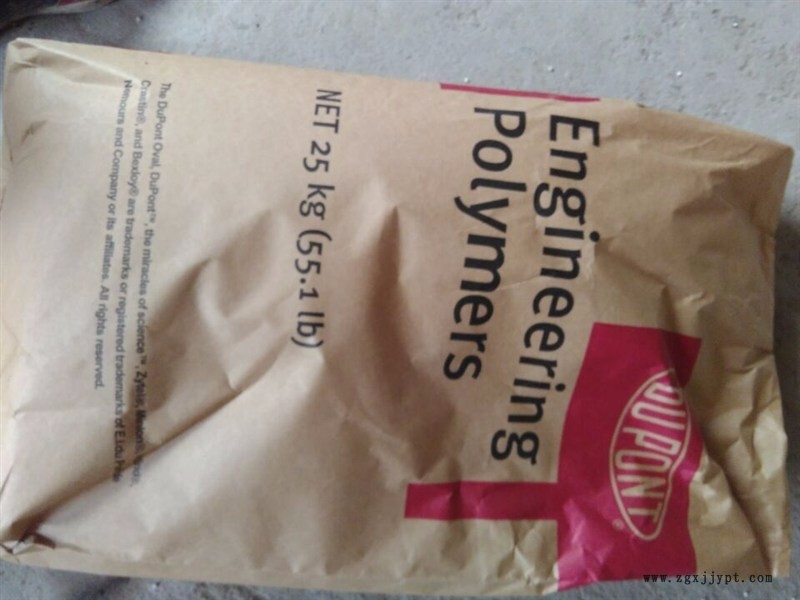 DUPONT®
Engineering
Polymers
NET 25 kg (55.1 lb)
The DuPont Oval, DuPont™, the miracles of science™, Zytel®,
Crastin®, and Bexloy® are trademarks or registered trademarks of E.I. du Pont
Nemours and Company or its affiliates. All rights reserved.
www.zgxjjypt.com